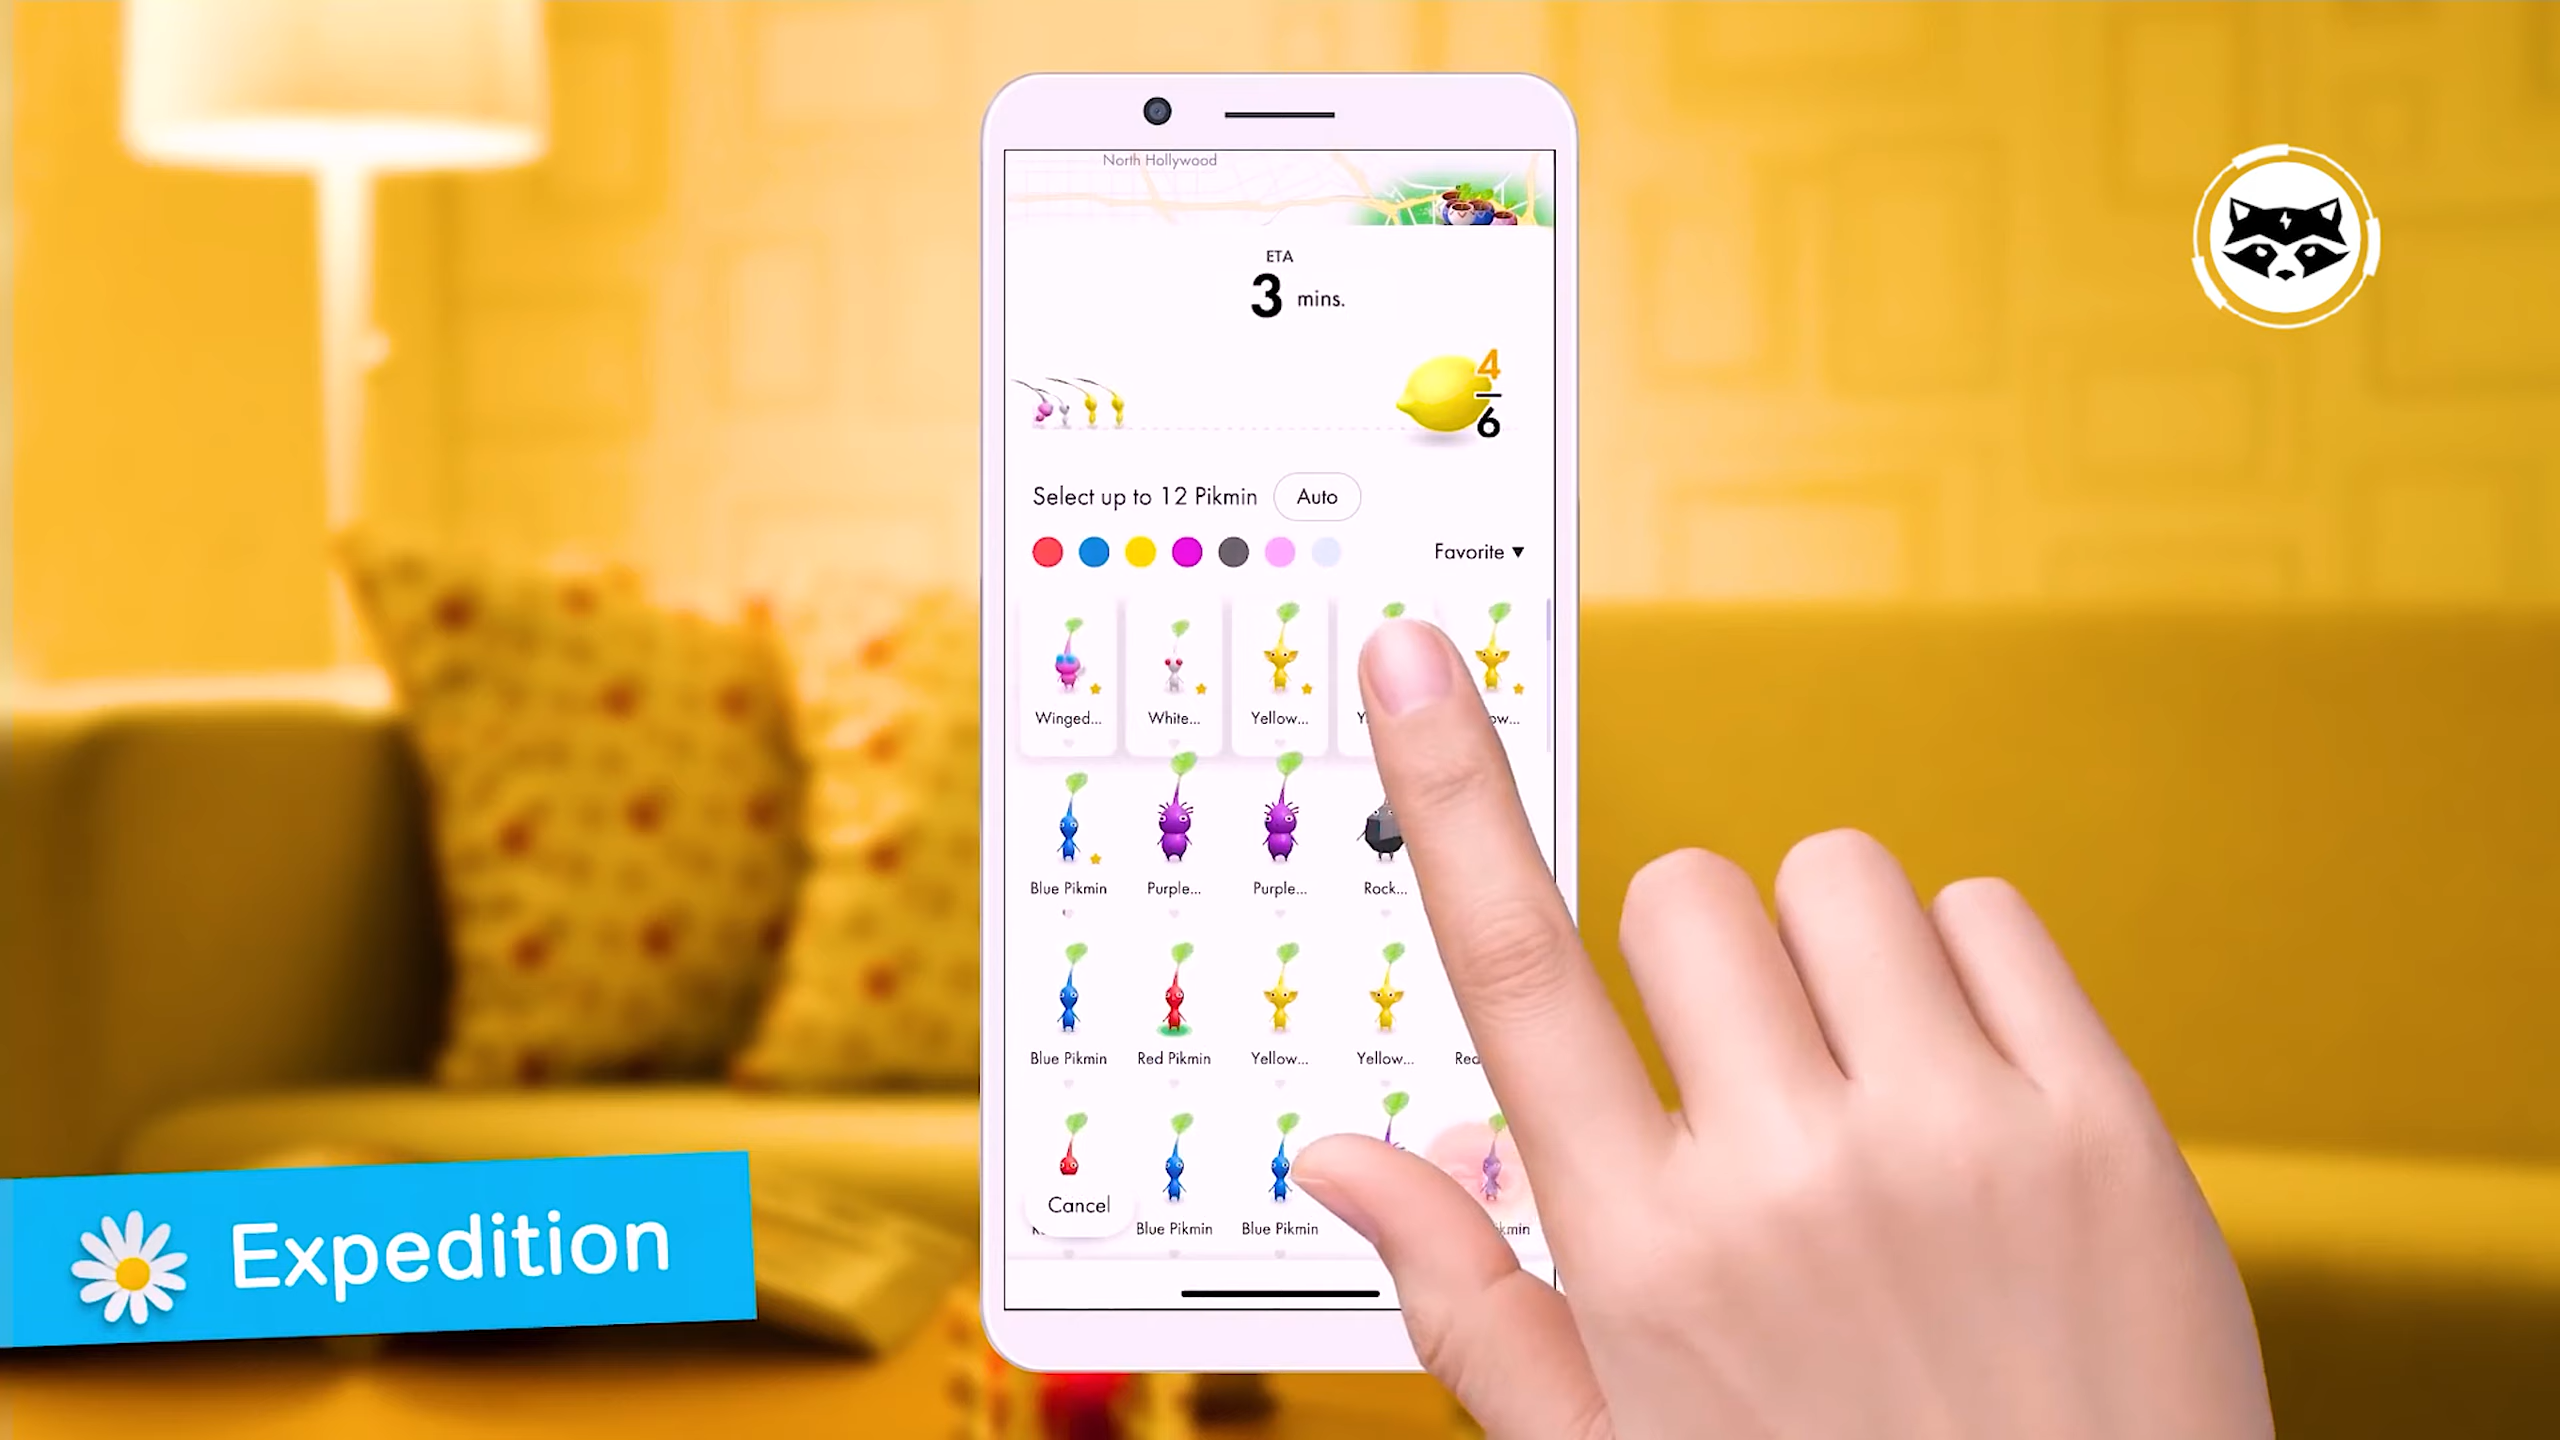 North Hollywood
ETA
3 mins.
4
6
Select up to 12 Pikmin Auto
Favorite ▼
Winged... White... Yellow...
Blue Pikmin Purple... Purple... Rock...
Blue Pikmin Red Pikmin Yellow... Yellow...
Cancel Blue Pikmin Blue Pikmin
Expedition